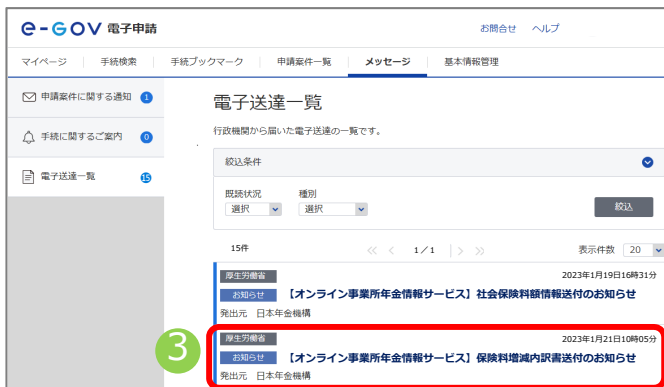 e-GOV 電子申請
お問合せ ヘルプ
マイページ 手続検索 手続ブックマーク 申請案件一覧 メッセージ 基本情報管理
申請案件に関する通知 1
手続に関するご案内 0
電子送達一覧 15
電子送達一覧
行政機関から届いた電子送達の一覧です。
絞込条件
既読状況 種別
選択 選択 絞込
15件 << < 1/1 > >> 表示件数 20
厚生労働省 2023年1月19日16時31分
お知らせ 【オンライン事業所年金情報サービス】社会保険料額情報送付のお知らせ
発出元 日本年金機構
3
厚生労働省 2023年1月21日10時05分
お知らせ 【オンライン事業所年金情報サービス】保険料増減内訳書送付のお知らせ
発出元 日本年金機構